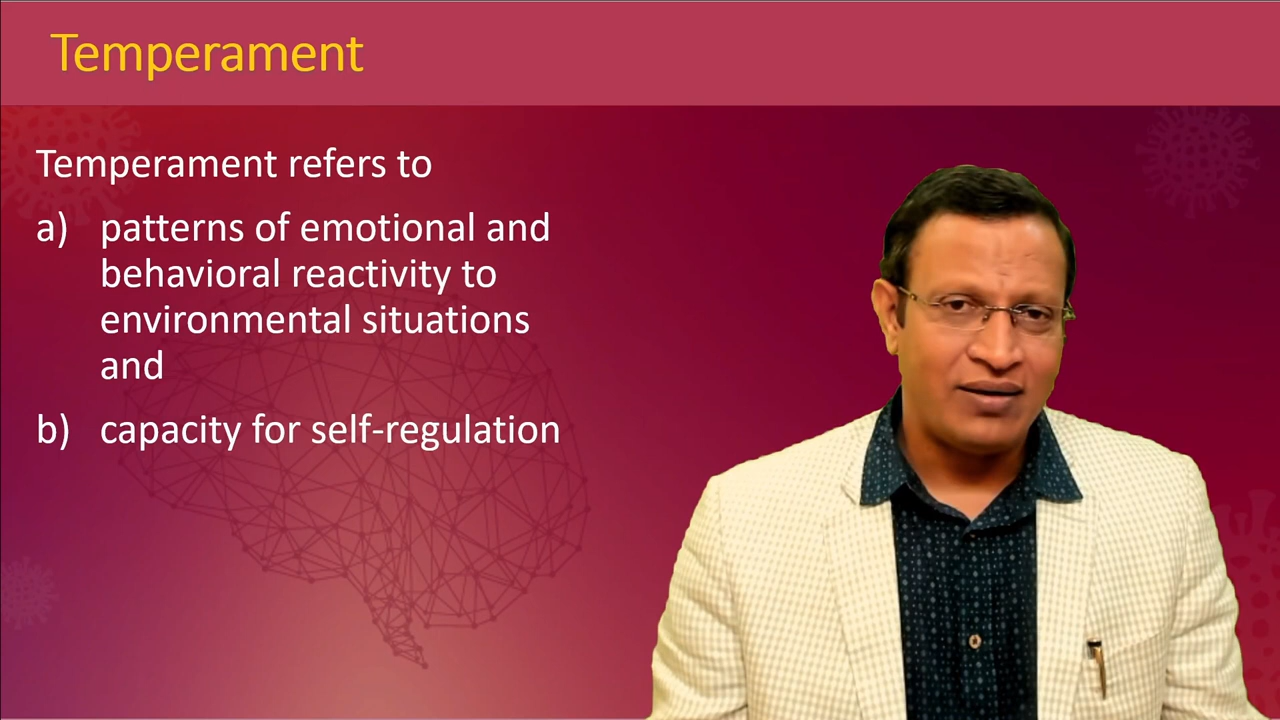 Temperament
Temperament refers to
a) patterns of emotional and
behavioral reactivity to
environmental situations
and
b) capacity for self-regulation